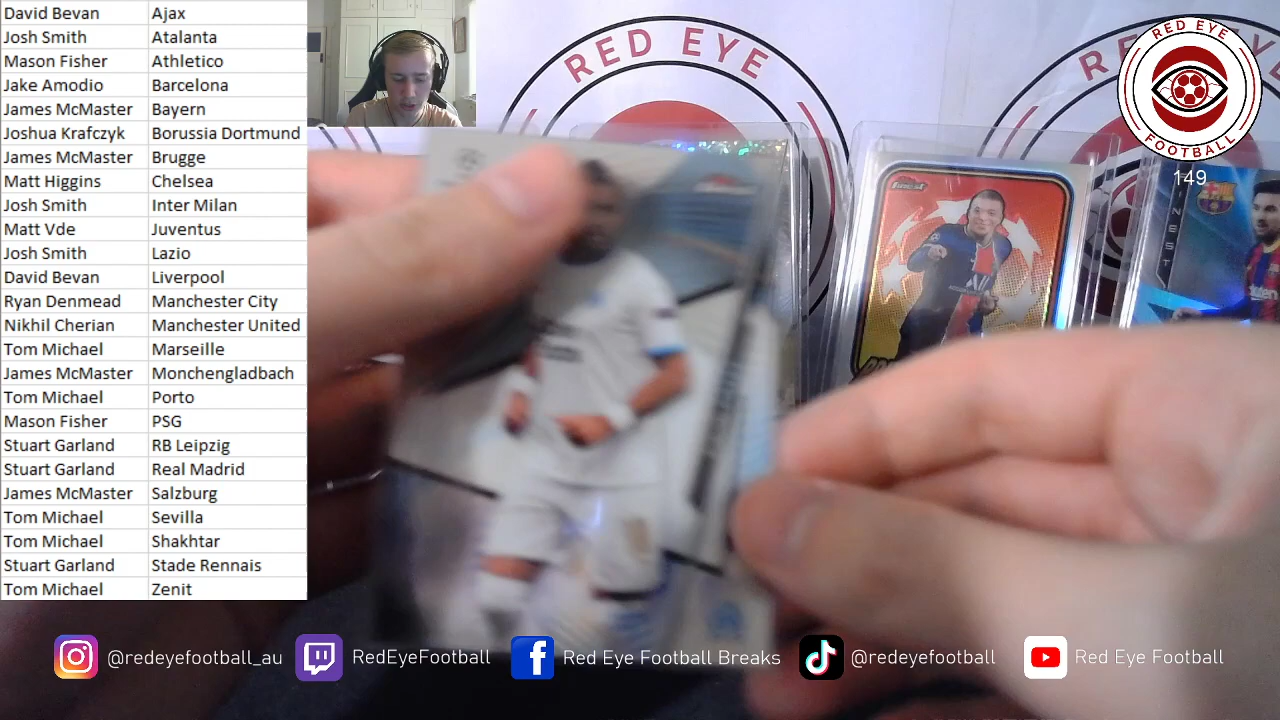 David Bevan Ajax
Josh Smith Atalanta
Mason Fisher Athletico
Jake Amodio Barcelona
James McMaster Bayern
Joshua Krafczyk Borussia Dortmund
James McMaster Brugge
Matt Higgins Chelsea
Josh Smith Inter Milan
Matt Vde Juventus
Josh Smith Lazio
David Bevan Liverpool
Ryan Denmead Manchester City
Nikhil Cherian Manchester United
Tom Michael Marseille
James McMaster Monchengladbach
Tom Michael Porto
Mason Fisher PSG
Stuart Garland RB Leipzig
Stuart Garland Real Madrid
James McMaster Salzburg
Tom Michael Sevilla
Tom Michael Shakhtar
Stuart Garland Stade Rennais
Tom Michael Zenit
RED EYE
RED EYE
FOOTBALL
149
@redeyefootball_au
RedEyeFootball
Red Eye Football Breaks
@redeyefootball
Red Eye Football